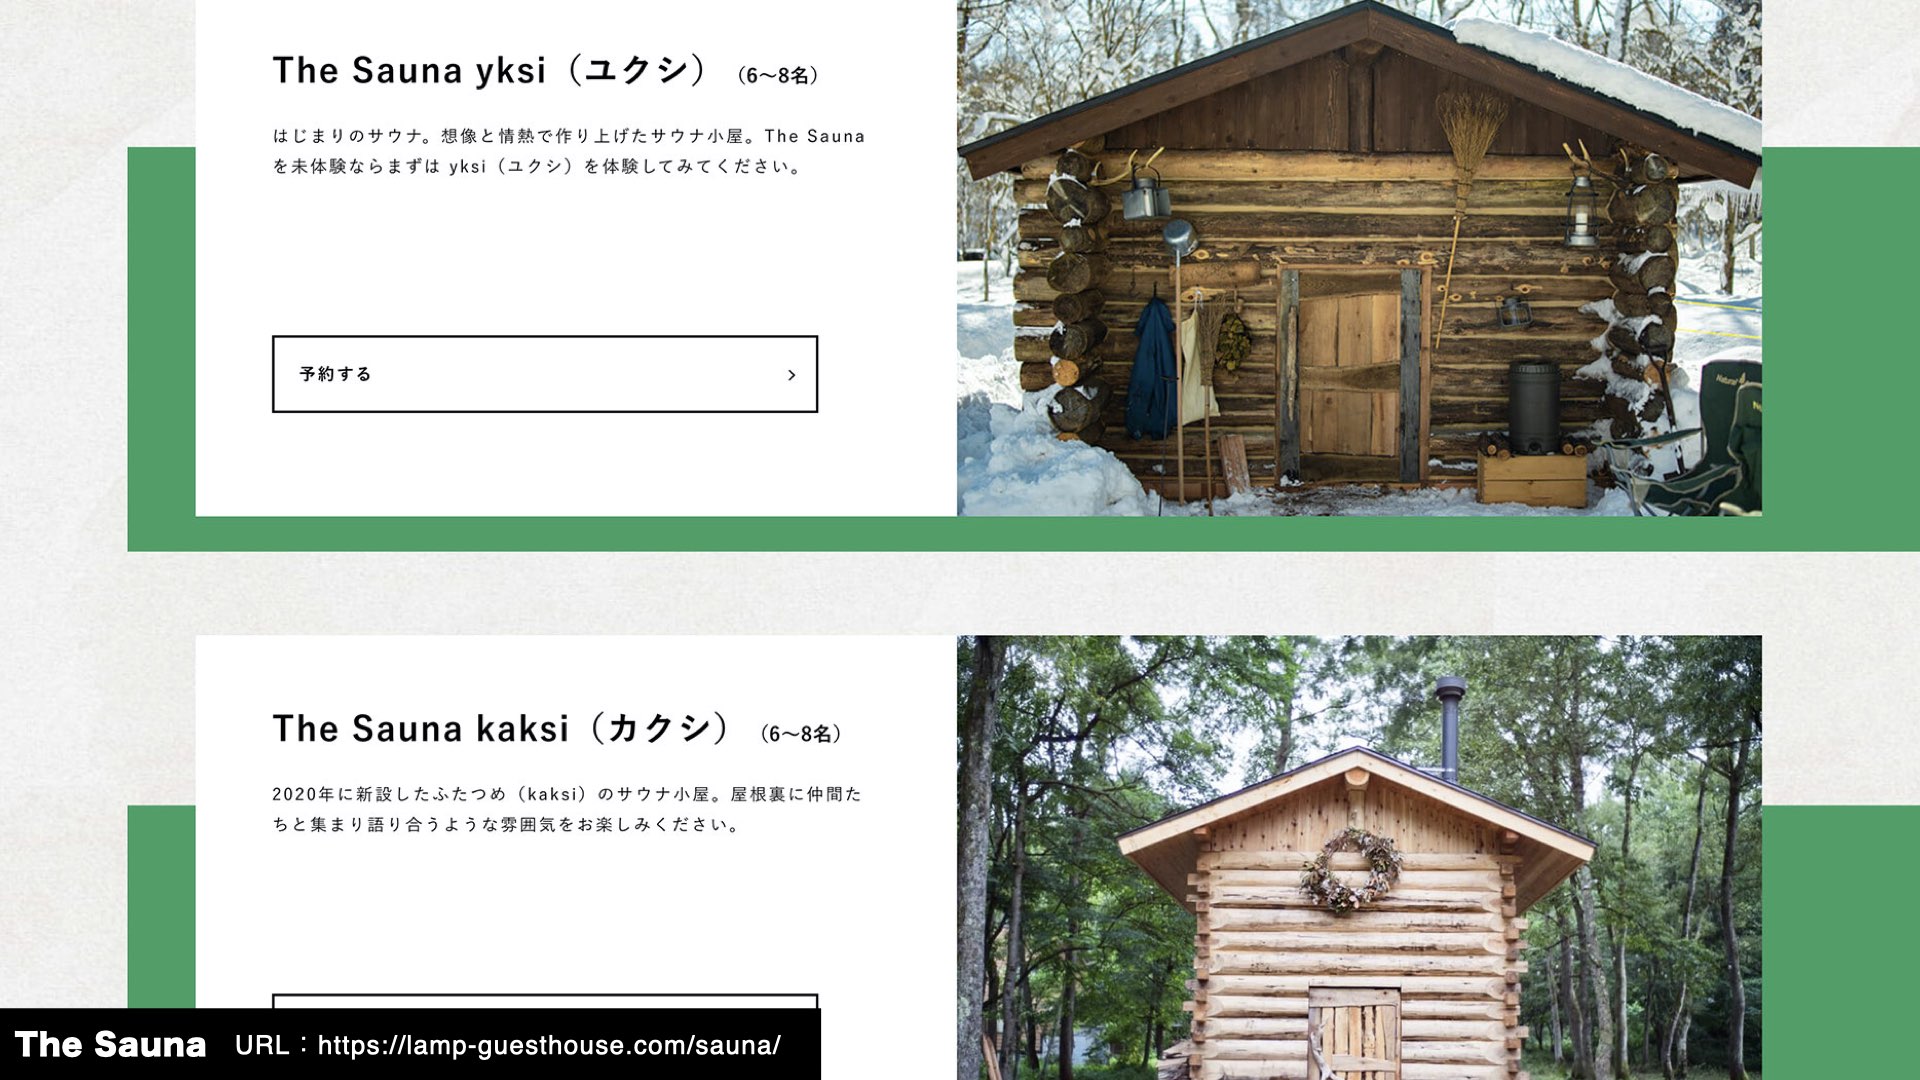 The Sauna yksi（ユクシ）（6〜8名）
はじまりのサウナ。想像と情熱で作り上げたサウナ小屋。The Sauna
を未体験ならまずは yksi（ユクシ）を体験してみてください。
予約する
The Sauna kaksi（カクシ）（6〜8名）
2020年に新設したふたつめ（kaksi）のサウナ小屋。屋根裏に仲間た
ちと集まり語り合うような雰囲気をお楽しみください。
The Sauna URL：https://lamp-guesthouse.com/sauna/